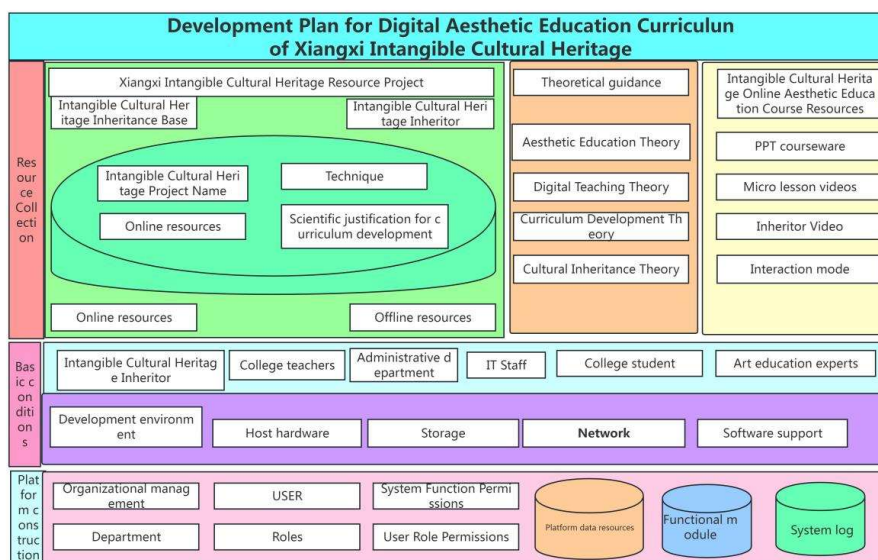 Development Plan for Digital Aesthetic Education Curriculun
of Xiangxi Intangible Cultural Heritage
Res
our
ce
Coll
ecti
on
Xiangxi Intangible Cultural Heritage Resource Project
Intangible Cultural Her
itage Inheritance Base
Intangible Cultural Heri
tage Inheritor
Intangible Cultural Heri
tage Project Name
Technique
Online resources
Scientific justification for c
urriculum development
Online resources
Offline resources
Theoretical guidance
Aesthetic Education Theory
Digital Teaching Theory
Curriculum Development Th
eory
Cultural Inheritance Theory
Intangible Cultural Herita
ge Online Aesthetic Educa
tion Course Resources
PPT courseware
Micro lesson videos
Inheritor Video
Interaction mode
Bas
ic c
on
diti
on
s
Intangible Cultural Heritag
e Inheritor
College teachers
Administrative d
epartment
IT Staff
College student
Art education experts
Development environm
ent
Host hardware
Storage
Network
Software support
Plat
for
m c
onst
ruc
tion
Organizational manag
ement
USER
System Function Permi
ssions
Department
Roles
User Role Permissions
Platform data resources
Functional m
odule
System log